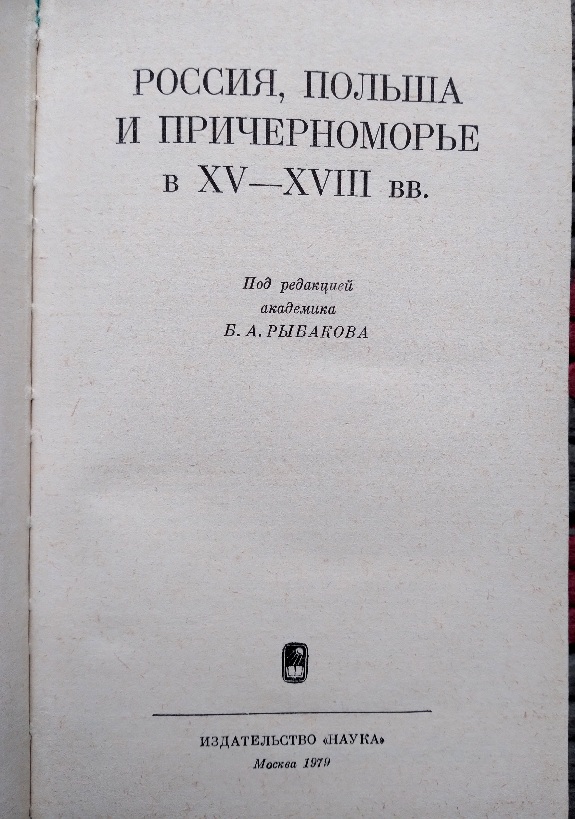 РОССИЯ, ПОЛЬША
И ПРИЧЕРНОМОРЬЕ
в XV—XVIII вв.
Под редакцией
академика
Б. А. РЫБАКОВА
ИЗДАТЕЛЬСТВО «НАУКА»
Москва 1979